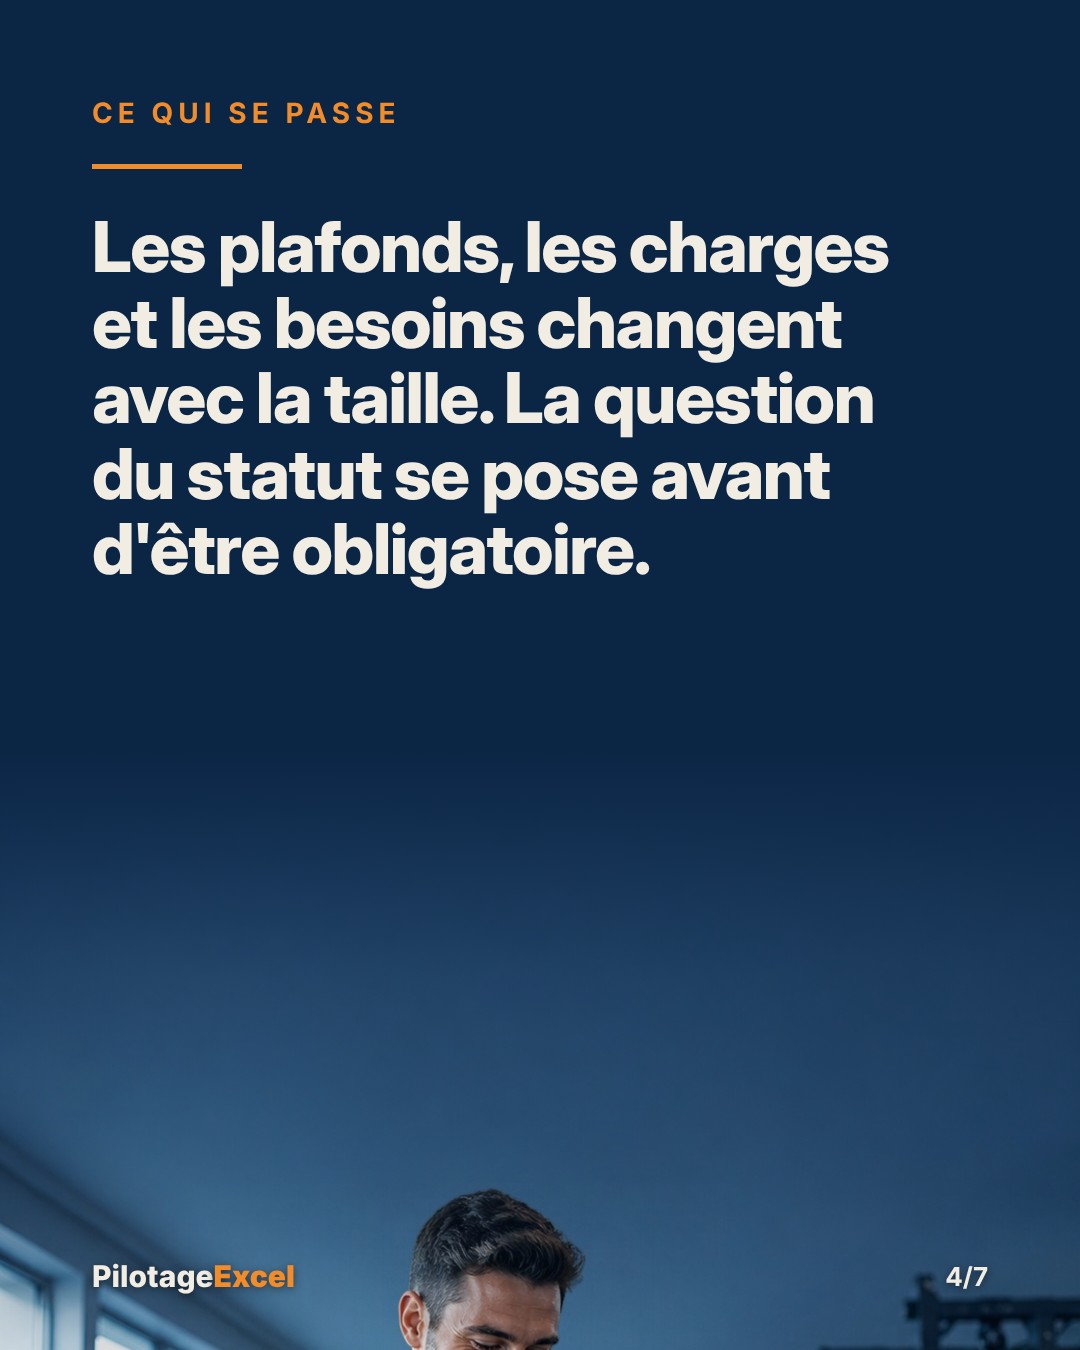 CE QUI SE PASSE
Les plafonds, les charges
et les besoins changent
avec la taille. La question
du statut se pose avant
d'être obligatoire.
PilotageExcel
4/7